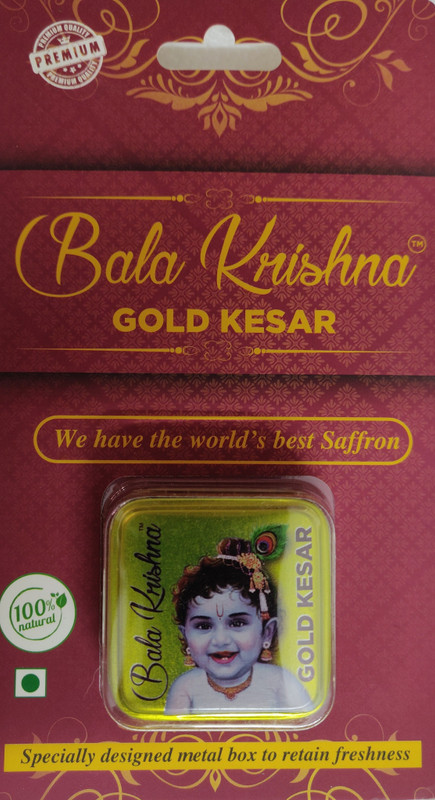 PREMIUM QUALITY
PREMIUM
PREMIUM QUALITY
Bala Krishna™
GOLD KESAR
We have the world's best Saffron
Bala Krishna™
GOLD KESAR
100%
natural
Specially designed metal box to retain freshness